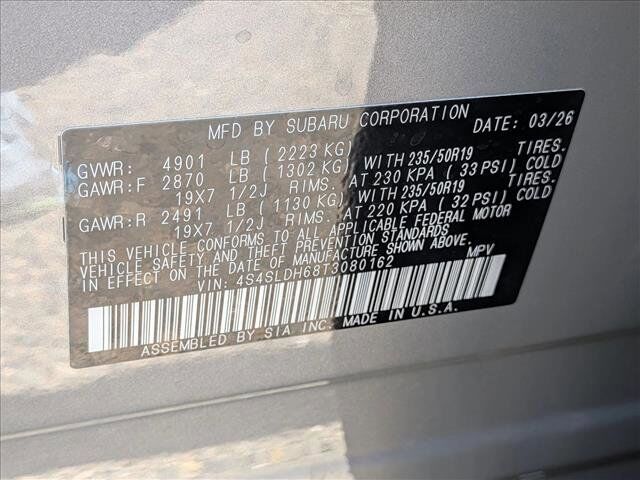 MFD BY SUBARU CORPORATION DATE: 03/26
GVWR: 4901 LB ( 2223 KG)
GAWR:F 2870 LB ( 1302 KG) WITH 235/50R19 TIRES.
19X7 1/2J RIMS. AT 230 KPA ( 33 PSI) COLD
GAWR:R 2491 LB ( 1130 KG) WITH 235/50R19 TIRES.
19X7 1/2J RIMS. AT 220 KPA ( 32 PSI) COLD
THIS VEHICLE CONFORMS TO ALL APPLICABLE FEDERAL MOTOR
VEHICLE SAFETY AND THEFT PREVENTION STANDARDS
IN EFFECT ON THE DATE OF MANUFACTURE SHOWN ABOVE.
VIN: 4S4SLDH68T3080162 MPV
ASSEMBLED BY SIA INC. MADE IN U.S.A.